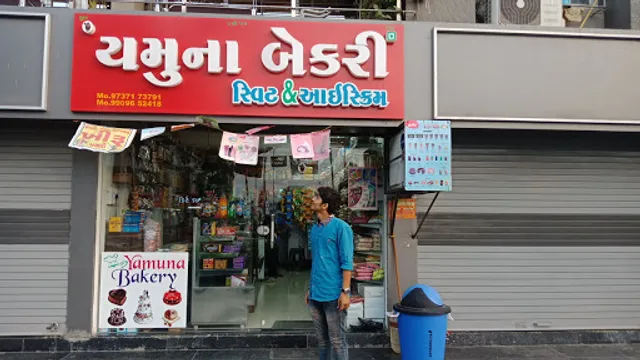 યમુના બેકરી
Mo.97371 73791
Mo.99096 52418
સ્વિટ & આઈસ્ક્રિમ
Yamuna
Bakery